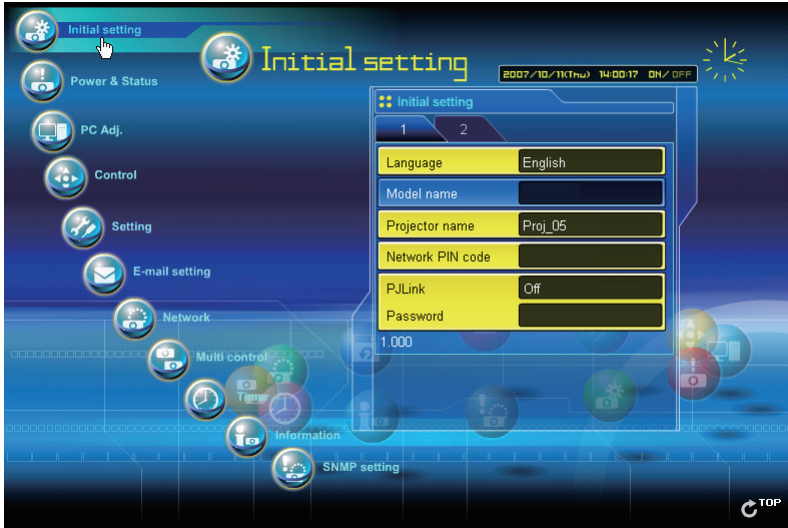 Initial setting
Initial setting
2007/10/11(Thu) 14:00:17 ON/OFF
Power & Status
PC Adj.
Control
Setting
E-mail setting
Network
Multi control
Timer
Information
SNMP setting
Initial setting
1 2
Language English
Model name
Projector name Proj_05
Network PIN code
PJLink Off
Password
1.000
TOP